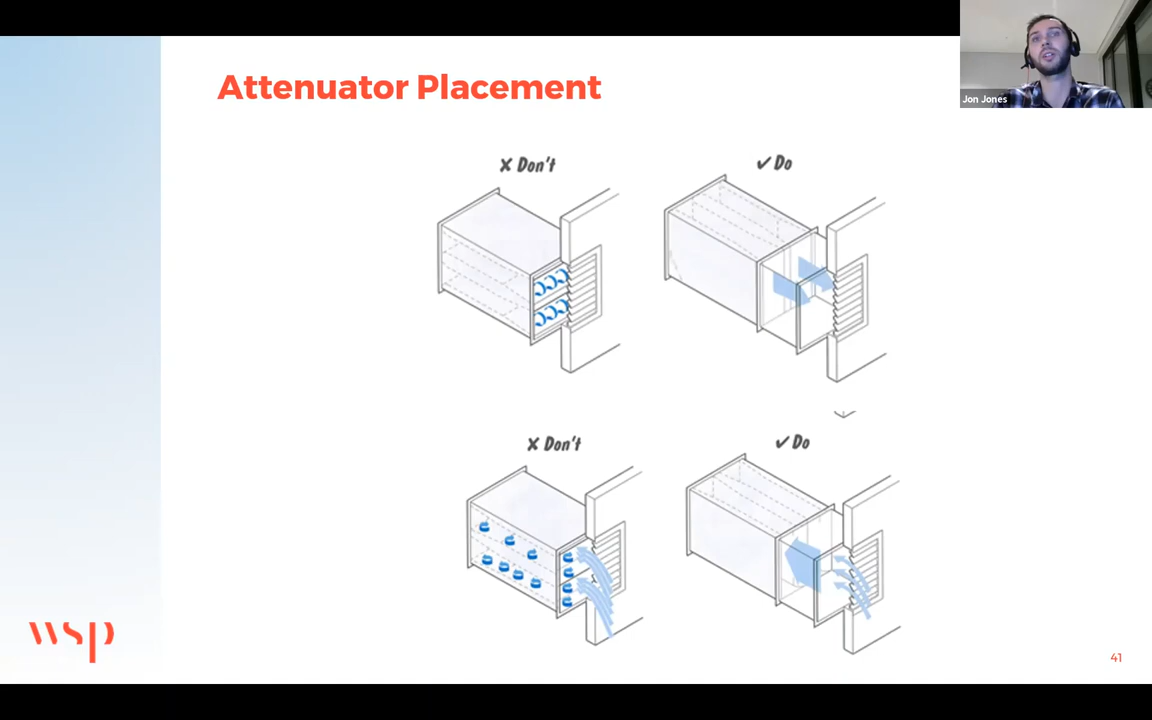 Attenuator Placement
Jon Jones
✘ Don't
✓ Do
✘ Don't
✓ Do
wsp
41